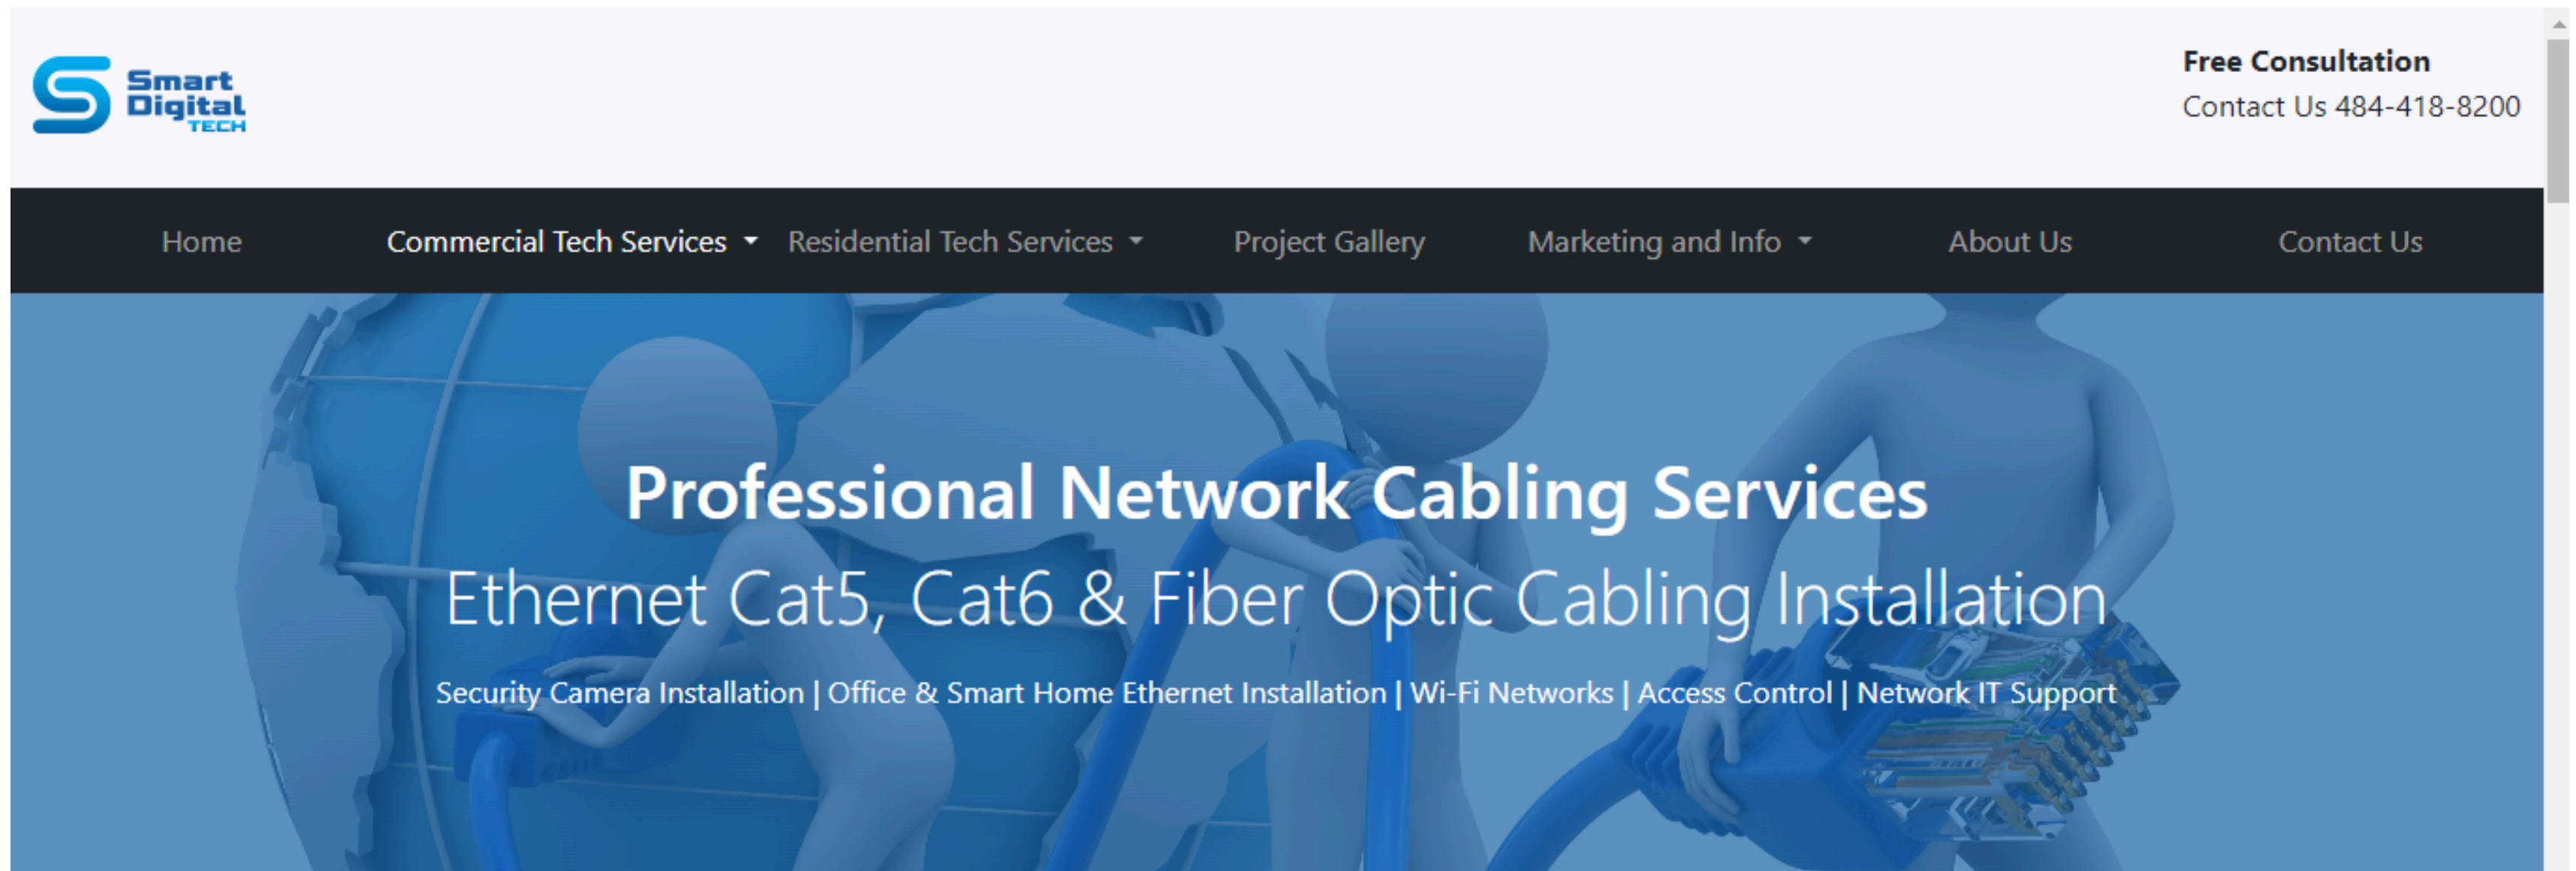 Smart
Digital
TECH
Free Consultation
Contact Us 484-418-8200
Home Commercial Tech Services Residential Tech Services Project Gallery Marketing and Info About Us Contact Us
Professional Network Cabling Services
Ethernet Cat5, Cat6 & Fiber Optic Cabling Installation
Security Camera Installation | Office & Smart Home Ethernet Installation | Wi-Fi Networks | Access Control | Network IT Support